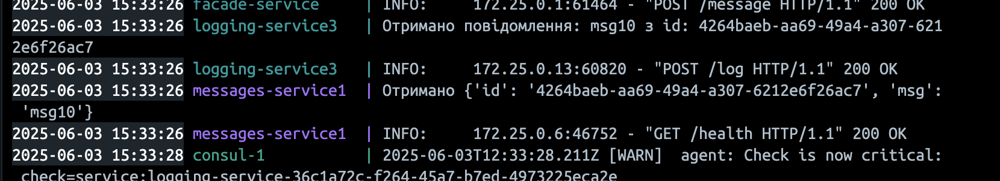 2025-06-03 15:33:26 facade-service | INFO: 172.25.0.1:61464 - "POST /message HTTP/1.1" 200 OK
2025-06-03 15:33:26 logging-service3 | Отримано повідомлення: msg10 з id: 4264baeb-aa69-49a4-a307-621
2e6f26ac7
2025-06-03 15:33:26 logging-service3 | INFO: 172.25.0.13:60820 - "POST /log HTTP/1.1" 200 OK
2025-06-03 15:33:26 messages-service1 | Отримано {'id': '4264baeb-aa69-49a4-a307-6212e6f26ac7', 'msg':
'msg10'}
2025-06-03 15:33:26 messages-service1 | INFO: 172.25.0.6:46752 - "GET /health HTTP/1.1" 200 OK
2025-06-03 15:33:28 consul-1 | 2025-06-03T12:33:28.211Z [WARN] agent: Check is now critical:
check=service:logging-service-36c1a72c-f264-45a7-b7ed-4973225eca2e